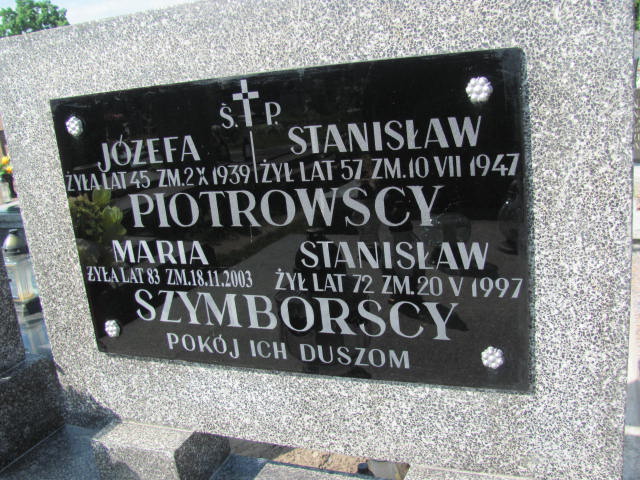 Ś. P.
JÓZEFA STANISŁAW
ŻYŁA LAT 45 ZM. 2 X 1939 ŻYŁ LAT 57 ZM. 10 VII 1947
PIOTROWSCY
MARIA STANISŁAW
ŻYŁA LAT 83 ZM. 18.11.2003 ŻYŁ LAT 72 ZM. 20 V 1997
SZYMBORSCY
POKÓJ ICH DUSZOM